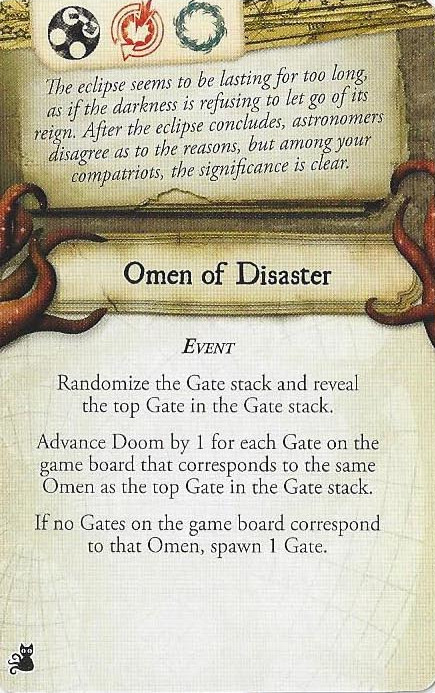 The eclipse seems to be lasting for too long,
as if the darkness is refusing to let go of its
reign. After the eclipse concludes, astronomers
disagree as to the reasons, but among your
compatriots, the significance is clear.
Omen of Disaster
Event
Randomize the Gate stack and reveal
the top Gate in the Gate stack.
Advance Doom by 1 for each Gate on the
game board that corresponds to the same
Omen as the top Gate in the Gate stack.
If no Gates on the game board correspond
to that Omen, spawn 1 Gate.